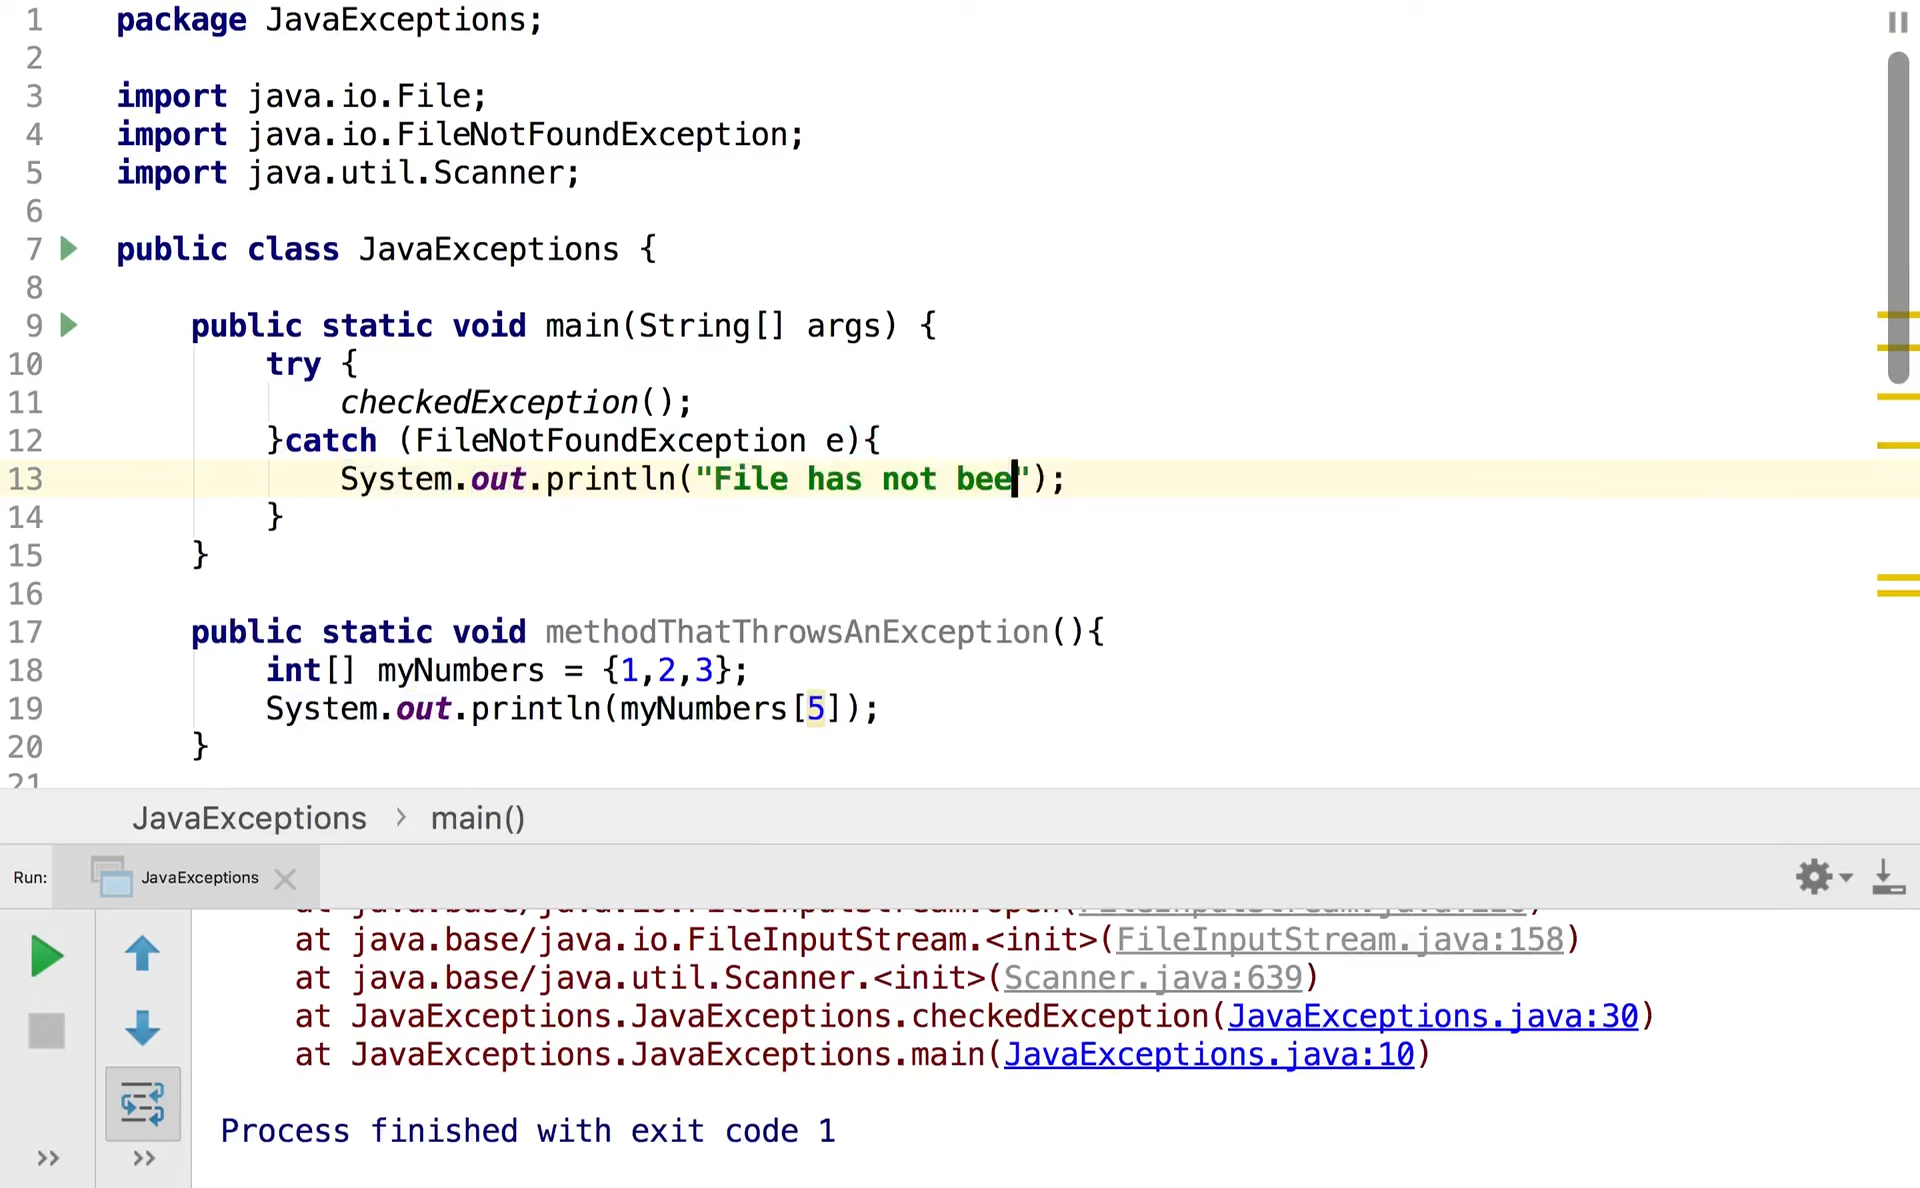 1 package JavaExceptions;
2
3 import java.io.File;
4 import java.io.FileNotFoundException;
5 import java.util.Scanner;
6
7 public class JavaExceptions {
8
9 public static void main(String[] args) {
10 try {
11 checkedException();
12 }catch (FileNotFoundException e){
13 System.out.println("File has not bee");
14 }
15 }
16
17 public static void methodThatThrowsAnException(){
18 int[] myNumbers = {1,2,3};
19 System.out.println(myNumbers[5]);
20 }
21
JavaExceptions › main()
Run: JavaExceptions
at java.base/java.io.FileInputStream.<init>(FileInputStream.java:158)
at java.base/java.util.Scanner.<init>(Scanner.java:639)
at JavaExceptions.JavaExceptions.checkedException(JavaExceptions.java:30)
at JavaExceptions.JavaExceptions.main(JavaExceptions.java:10)
Process finished with exit code 1